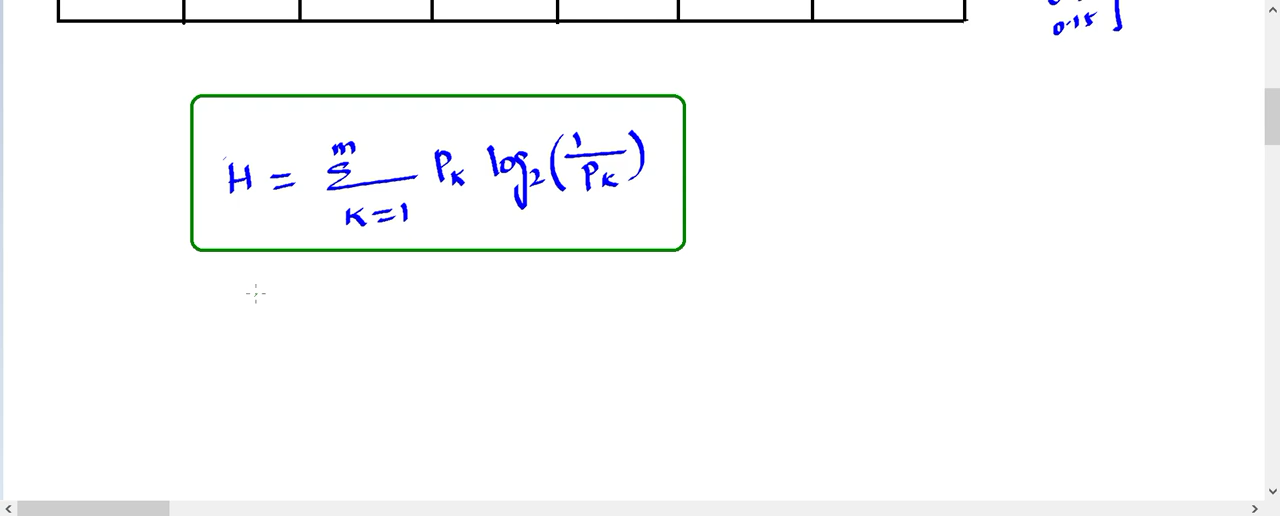 0.15
H = Σ_{K=1}^{m} P_K log_2(1/P_K)